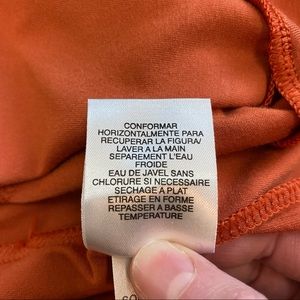 CONFORMAR
HORIZONTALMENTE PARA
RECUPERAR LA FIGURA/
LAVER A LA MAIN
SEPAREMENT L'EAU
FROIDE
EAU DE JAVEL SANS
CHLORURE SI NECESSAIRE
SECHAGE A PLAT
ETIRAGE EN FORME
REPASSER A BASSE
TEMPERATURE